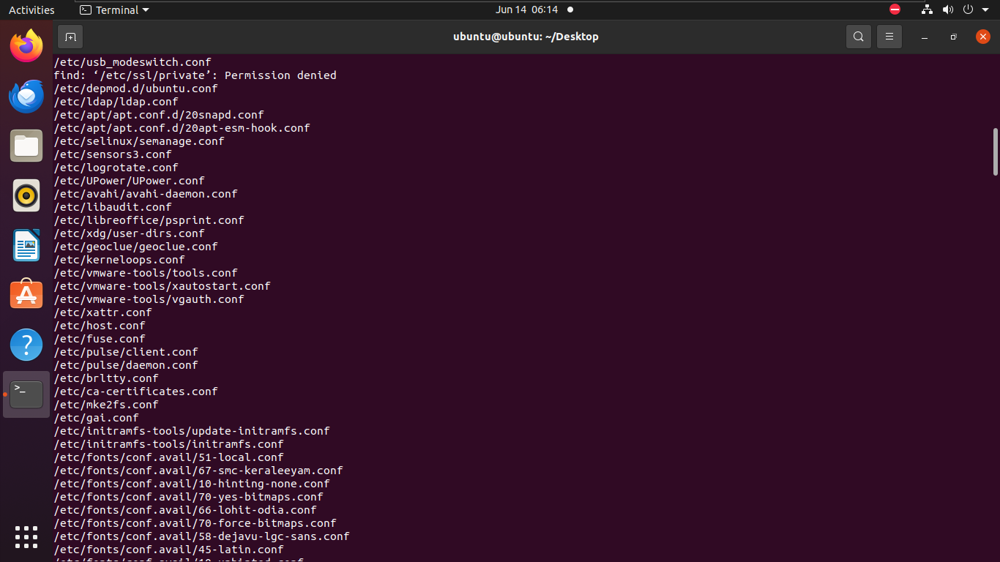 Activities
Terminal
Jun 14 06:14
ubuntu@ubuntu: ~/Desktop
/etc/usb_modeswitch.conf
find: ‘/etc/ssl/private’: Permission denied
/etc/depmod.d/ubuntu.conf
/etc/ldap/ldap.conf
/etc/apt/apt.conf.d/20snapd.conf
/etc/apt/apt.conf.d/20apt-esm-hook.conf
/etc/selinux/semanage.conf
/etc/sensors3.conf
/etc/logrotate.conf
/etc/UPower/UPower.conf
/etc/avahi/avahi-daemon.conf
/etc/libaudit.conf
/etc/libreoffice/psprint.conf
/etc/xdg/user-dirs.conf
/etc/geoclue/geoclue.conf
/etc/kerneloops.conf
/etc/vmware-tools/tools.conf
/etc/vmware-tools/xautostart.conf
/etc/vmware-tools/vgauth.conf
/etc/xattr.conf
/etc/host.conf
/etc/fuse.conf
/etc/pulse/client.conf
/etc/pulse/daemon.conf
/etc/brltty.conf
/etc/ca-certificates.conf
/etc/mke2fs.conf
/etc/gai.conf
/etc/initramfs-tools/update-initramfs.conf
/etc/initramfs-tools/initramfs.conf
/etc/fonts/conf.avail/51-local.conf
/etc/fonts/conf.avail/67-smc-keraleeyam.conf
/etc/fonts/conf.avail/10-hinting-none.conf
/etc/fonts/conf.avail/70-yes-bitmaps.conf
/etc/fonts/conf.avail/66-lohit-odia.conf
/etc/fonts/conf.avail/70-force-bitmaps.conf
/etc/fonts/conf.avail/58-dejavu-lgc-sans.conf
/etc/fonts/conf.avail/45-latin.conf